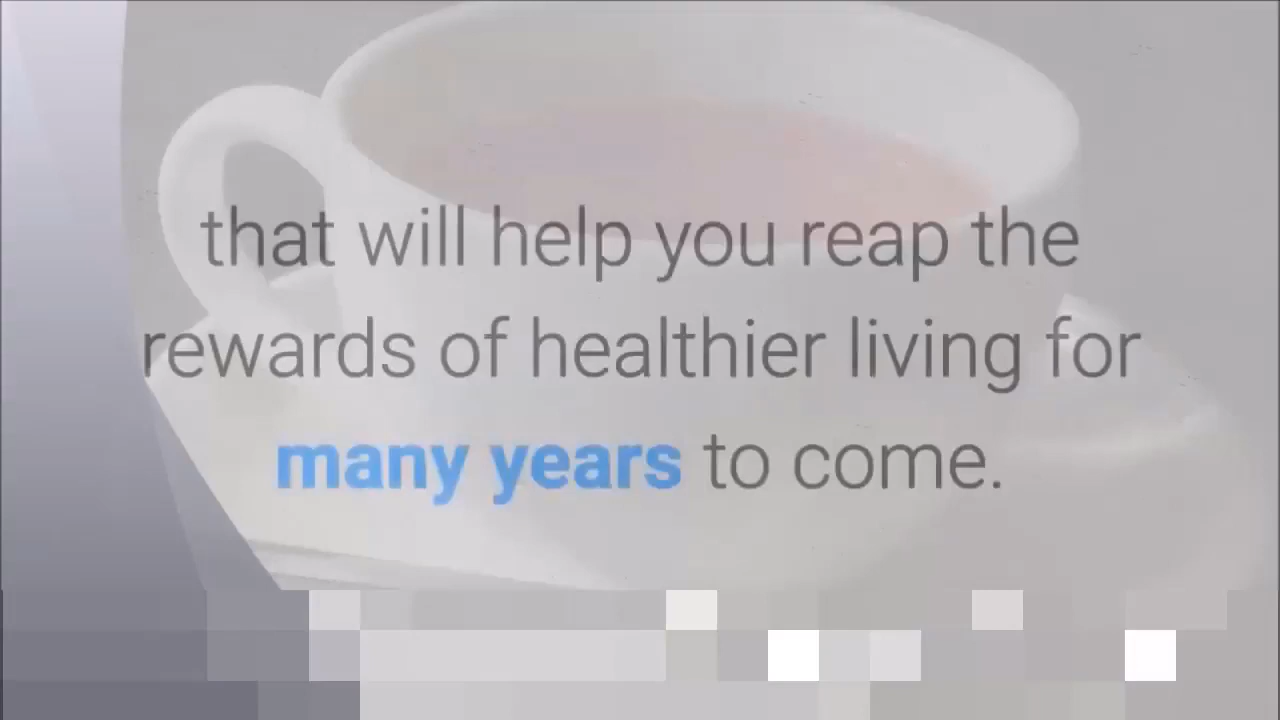 that will help you reap the
rewards of healthier living for
many years to come.